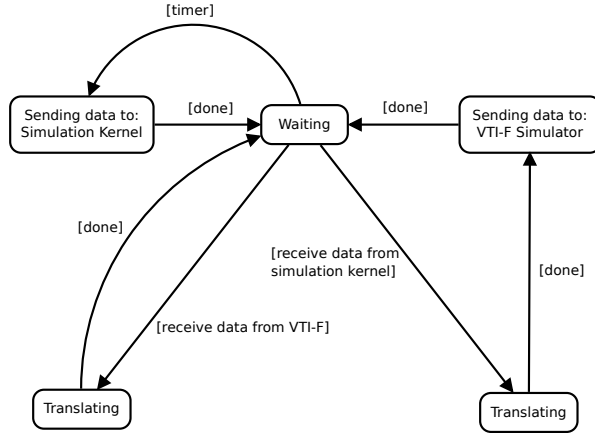 [timer]
Sending data to:
Simulation Kernel
[done]
Waiting
[done]
Sending data to:
VTI-F Simulator
[done]
[receive data from
simulation kernel]
[done]
[receive data from VTI-F]
Translating
Translating